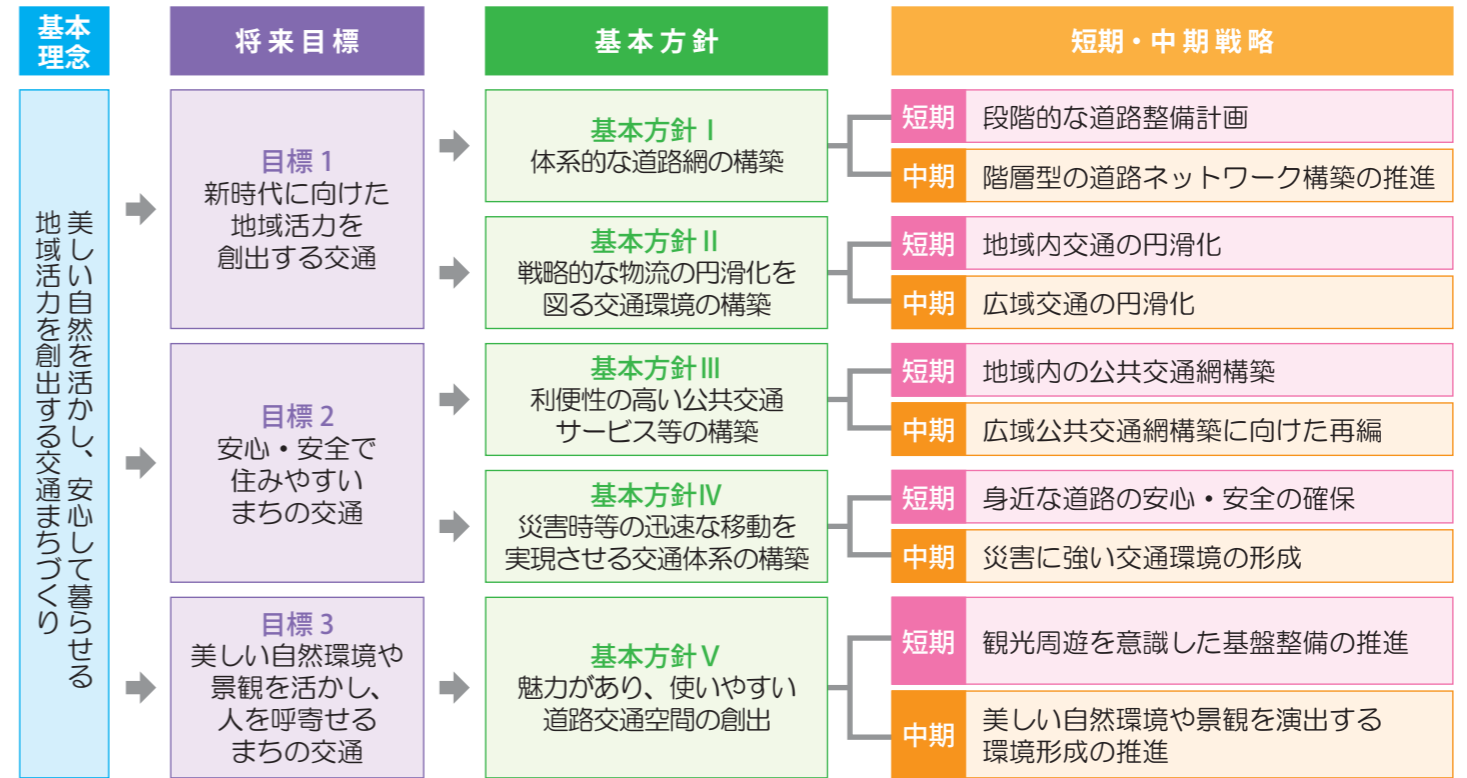 基本
理念
将来目標
基本方針
短期・中期戦略
美しい自然を活かし、安心して暮らせる
地域活力を創出する交通まちづくり
目標1
新時代に向けた
地域活力を
創出する交通
基本方針Ⅰ
体系的な道路網の構築
短期
段階的な道路整備計画
中期
階層型の道路ネットワーク構築の推進
基本方針Ⅱ
戦略的な物流の円滑化を
図る交通環境の構築
短期
地域内交通の円滑化
中期
広域交通の円滑化
目標2
安心・安全で
住みやすい
まちの交通
基本方針Ⅲ
利便性の高い公共交通
サービス等の構築
短期
地域内の公共交通網構築
中期
広域公共交通網構築に向けた再編
基本方針Ⅳ
災害時等の迅速な移動を
実現させる交通体系の構築
短期
身近な道路の安心・安全の確保
中期
災害に強い交通環境の形成
目標3
美しい自然環境や
景観を活かし、
人を呼寄せる
まちの交通
基本方針Ⅴ
魅力があり、使いやすい
道路交通空間の創出
短期
観光周遊を意識した基盤整備の推進
中期
美しい自然環境や景観を演出する
環境形成の推進